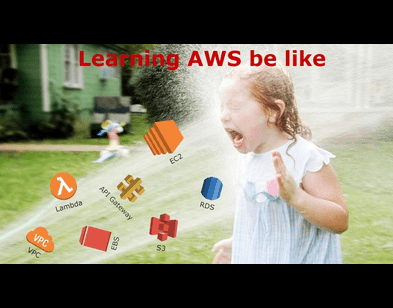 Learning AWS be like
EC2
Lambda
API Gateway
RDS
VPC
VPC
EBS
S3